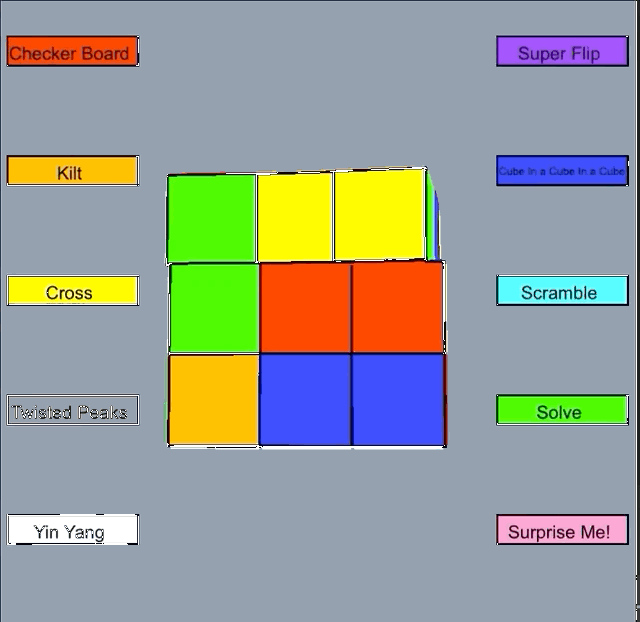 Checker Board
Super Flip
Kilt
Cube In a Cube In a Cube
Cross
Scramble
Twisted Peaks
Solve
Yin Yang
Surprise Me!